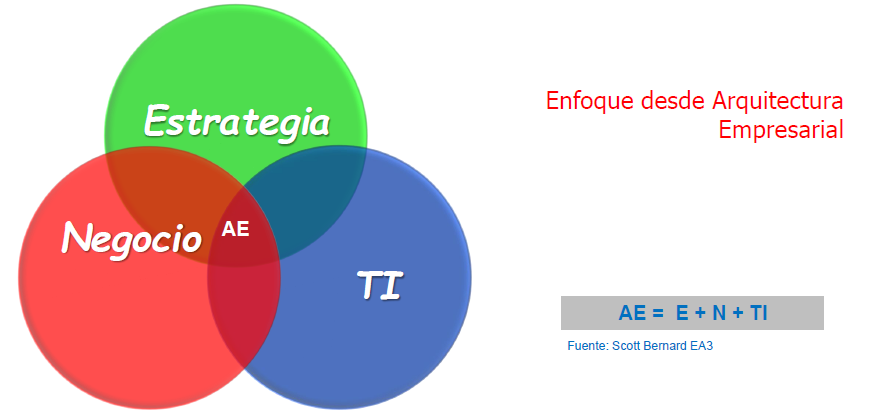 Estrategia
Negocio
AE
TI
Enfoque desde Arquitectura
Empresarial
AE = E + N + TI
Fuente: Scott Bernard EA3